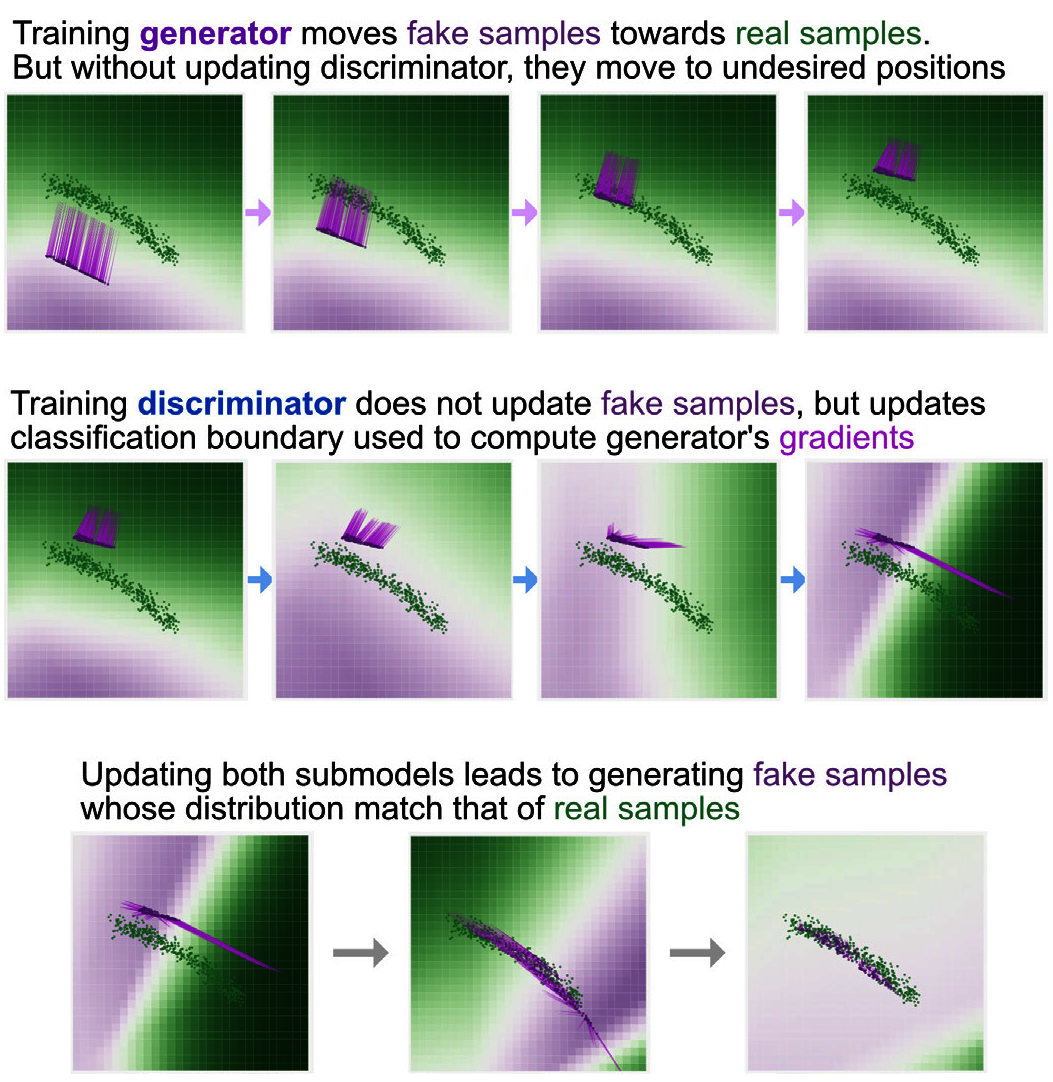 Training generator moves fake samples towards real samples.
But without updating discriminator, they move to undesired positions
Training discriminator does not update fake samples, but updates
classification boundary used to compute generator's gradients
Updating both submodels leads to generating fake samples
whose distribution match that of real samples